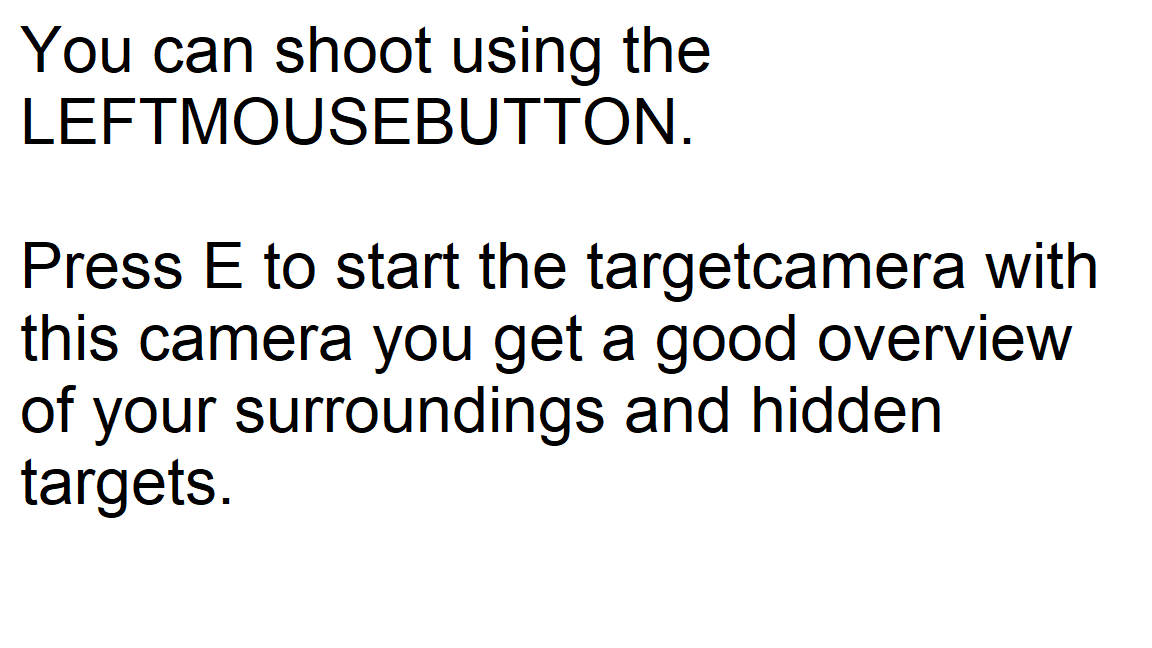 You can shoot using the
LEFTMOUSEBUTTON.
Press E to start the targetcamera with
this camera you get a good overview
of your surroundings and hidden
targets.